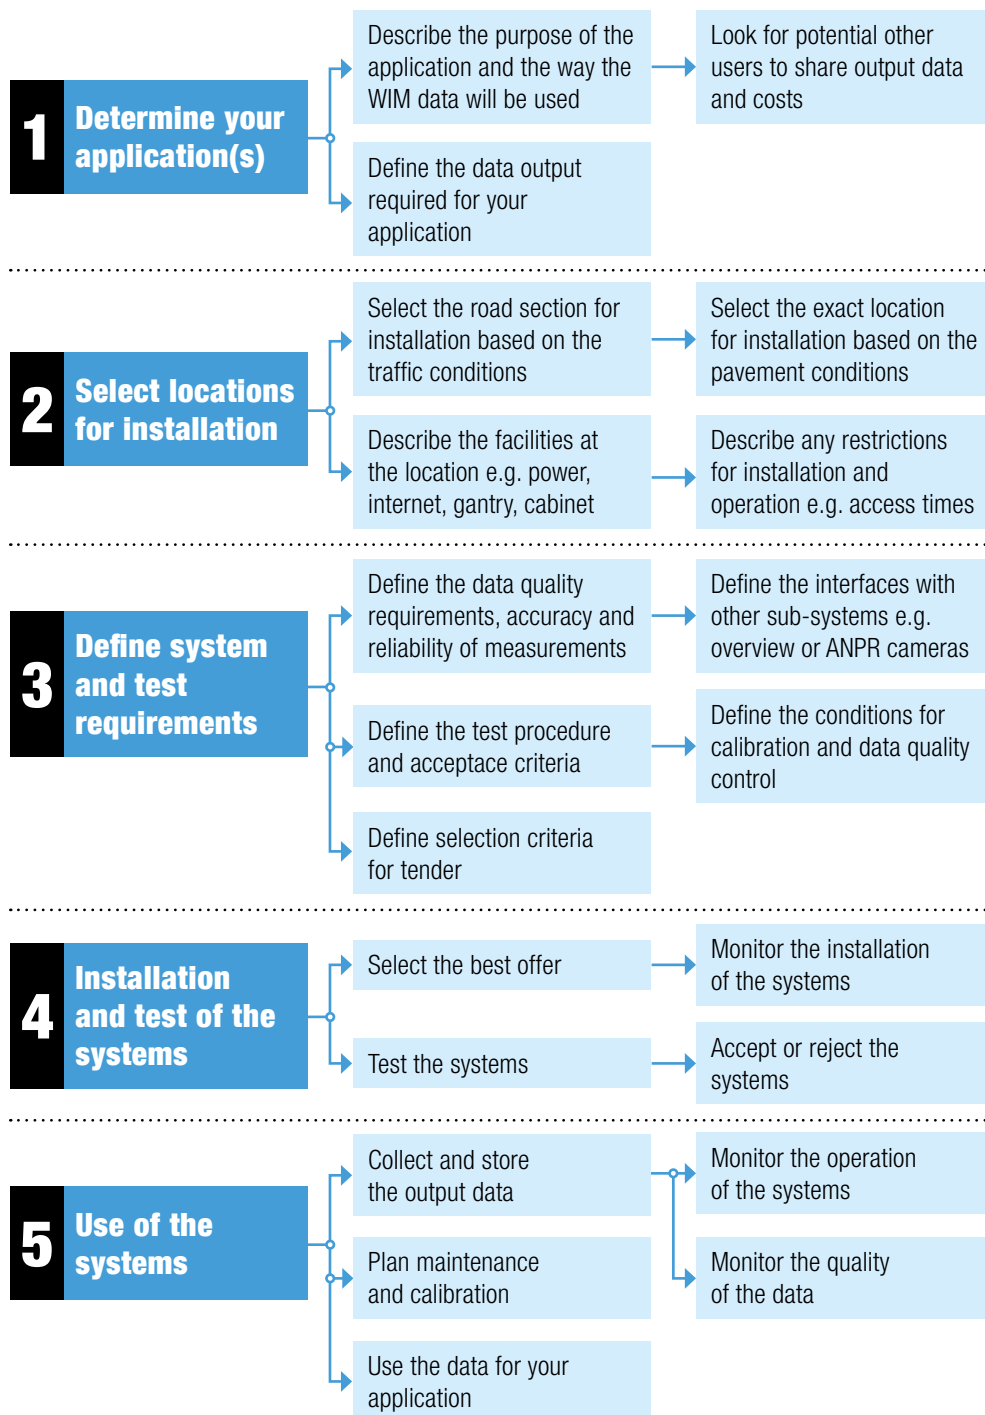 1
Determine your
application(s)
Describe the purpose of the
application and the way the
WIM data will be used
Look for potential other
users to share output data
and costs
Define the data output
required for your
application
2
Select locations
for installation
Select the road section for
installation based on the
traffic conditions
Select the exact location
for installation based on the
pavement conditions
Describe the facilities at
the location e.g. power,
internet, gantry, cabinet
Describe any restrictions
for installation and
operation e.g. access times
3
Define system
and test
requirements
Define the data quality
requirements, accuracy and
reliability of measurements
Define the interfaces with
other sub-systems e.g.
overview or ANPR cameras
Define the test procedure
and acceptace criteria
Define the conditions for
calibration and data quality
control
Define selection criteria
for tender
4
Installation
and test of the
systems
Select the best offer
Monitor the installation
of the systems
Test the systems
Accept or reject the
systems
5
Use of the
systems
Collect and store
the output data
Monitor the operation
of the systems
Plan maintenance
and calibration
Monitor the quality
of the data
Use the data for your
application